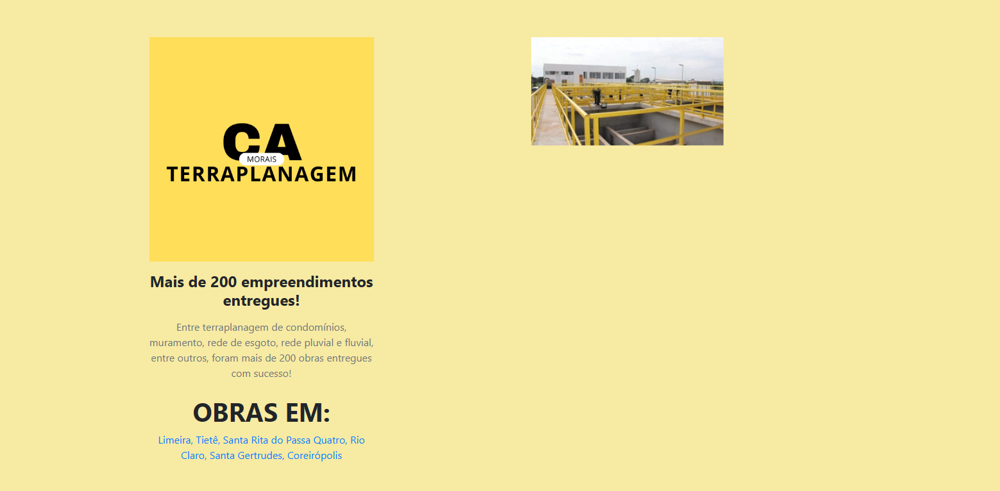 CA
MORAIS
TERRAPLANAGEM
Mais de 200 empreendimentos
entregues!
Entre terraplanagem de condomínios,
muramento, rede de esgoto, rede pluvial e fluvial,
entre outros, foram mais de 200 obras entregues
com sucesso!
OBRAS EM:
Limeira, Tietê, Santa Rita do Passa Quatro, Rio
Claro, Santa Gertrudes, Coreirópolis